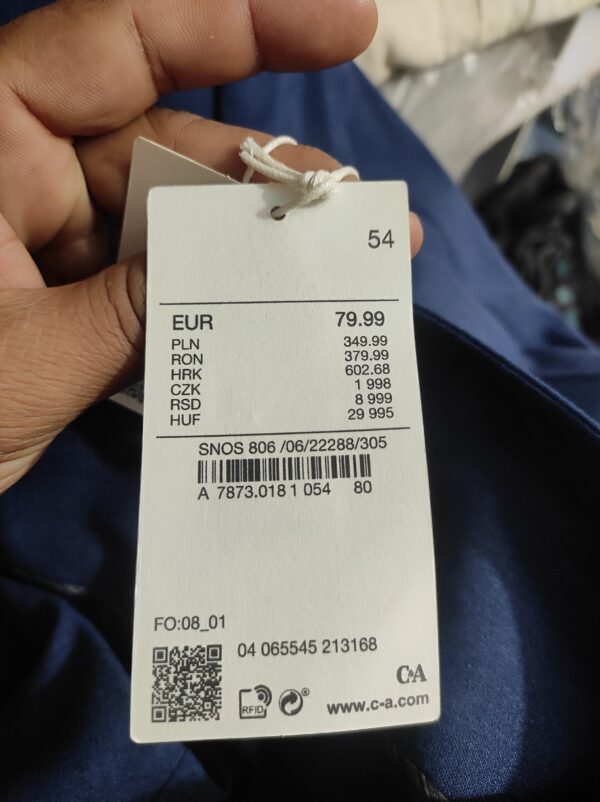 54
EUR 79.99
PLN 349.99
RON 379.99
HRK 602.68
CZK 1 998
RSD 8 999
HUF 29 995
SNOS 806 /06/22288/305
A 7873.018 1 054 80
FO:08_01
04 065545 213168
C&A
RFID
www.c-a.com